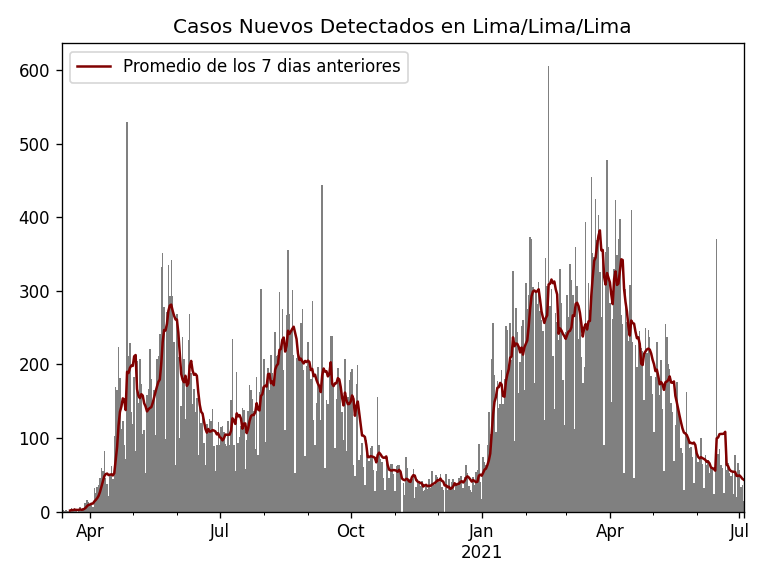 Casos Nuevos Detectados en Lima/Lima/Lima
Promedio de los 7 dias anteriores
600
500
400
300
200
100
0
Apr Jul Oct Jan Apr Jul
2021